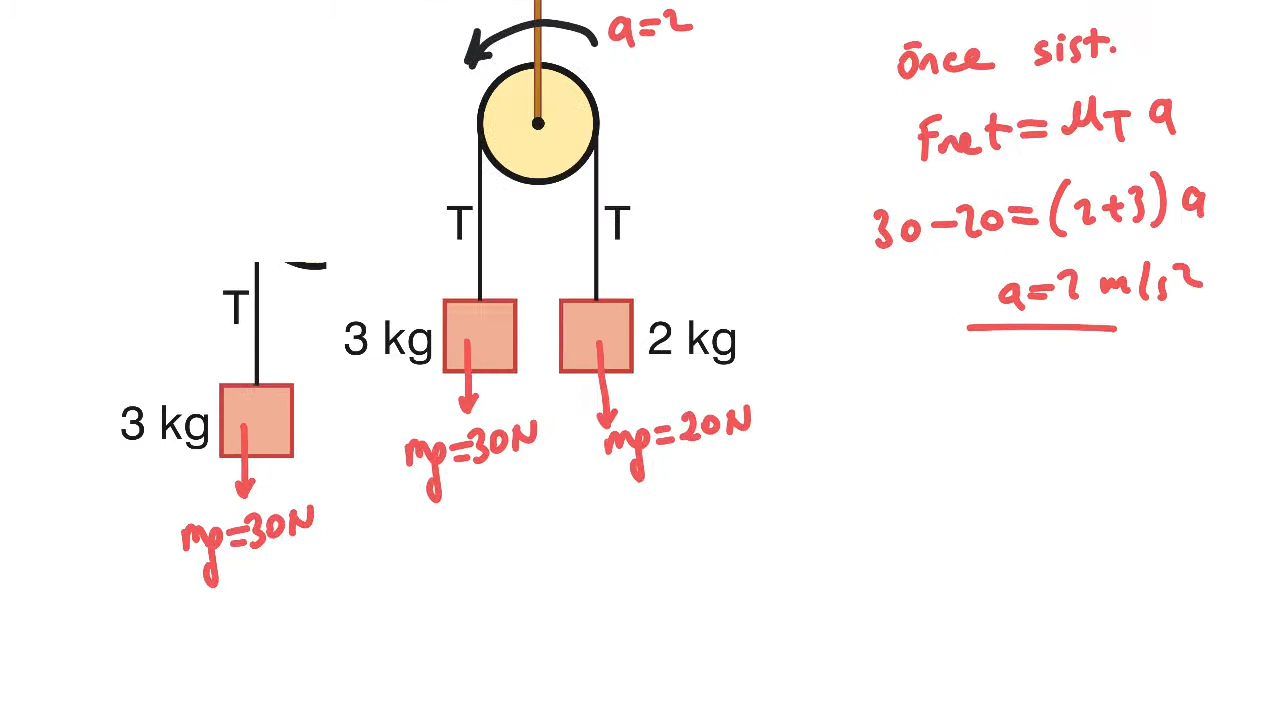 a=2
önce sist.
Fnet=MT a
30-20=(2+3) a
a=2 m/s²
T T
T
3 kg 2 kg
3 kg
mg=30N mg=20N
mg=30N